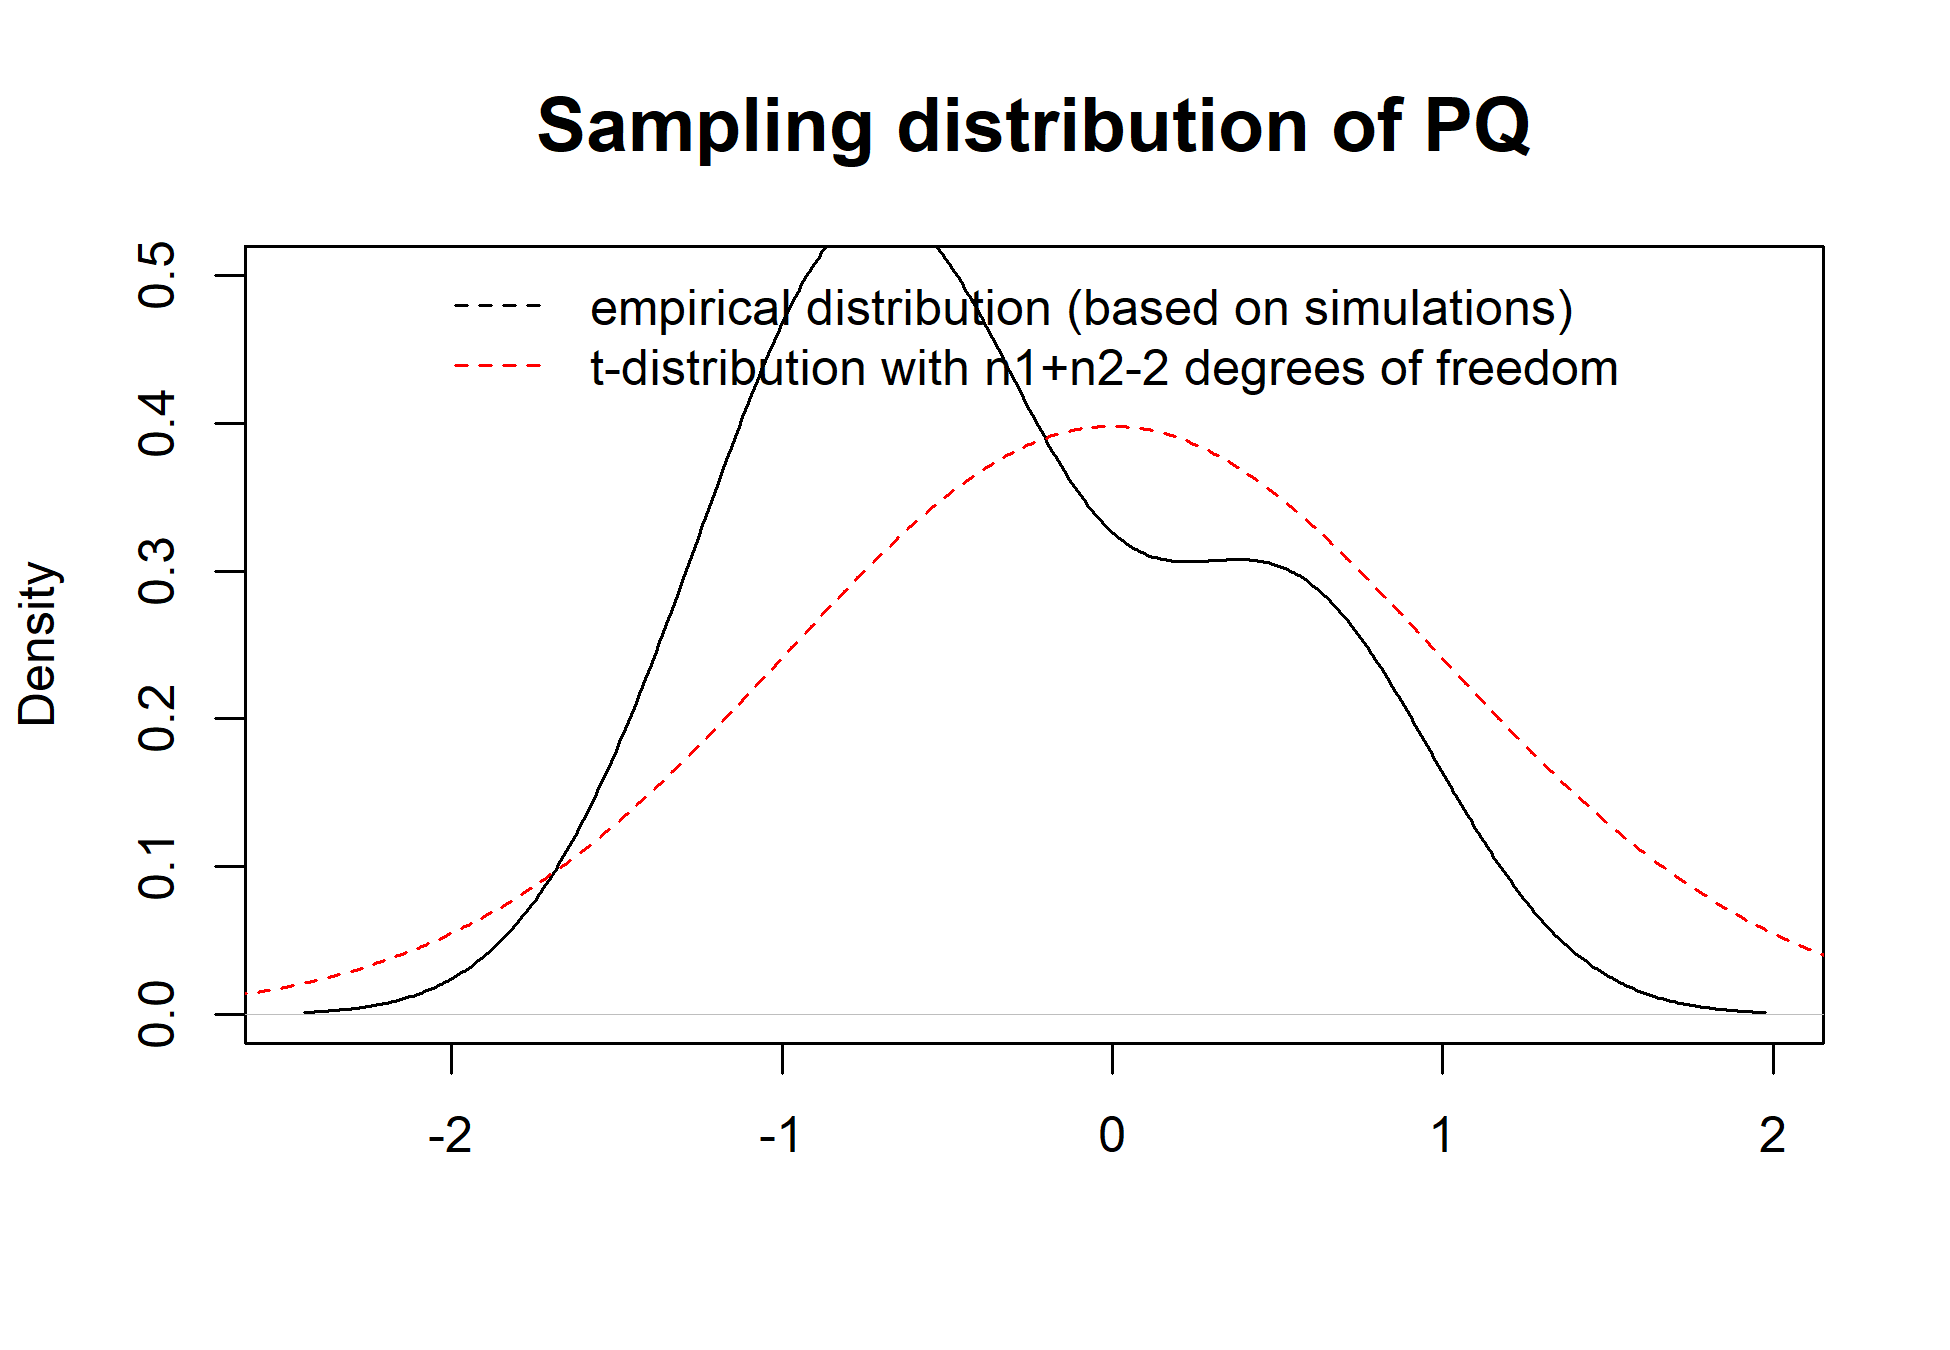 Sampling distribution of PQ
empirical distribution (based on simulations)
t-distribution with n1+n2-2 degrees of freedom
Density
0.5
0.4
0.3
0.2
0.1
0.0
-2 -1 0 1 2